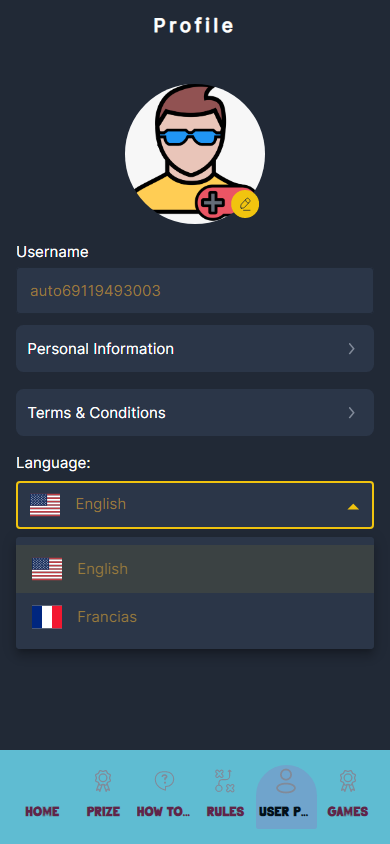 Profile
Username
auto69119493003
Personal Information
Terms & Conditions
Language:
English
English
Francias
HOME PRIZE HOW TO... RULES USER P... GAMES